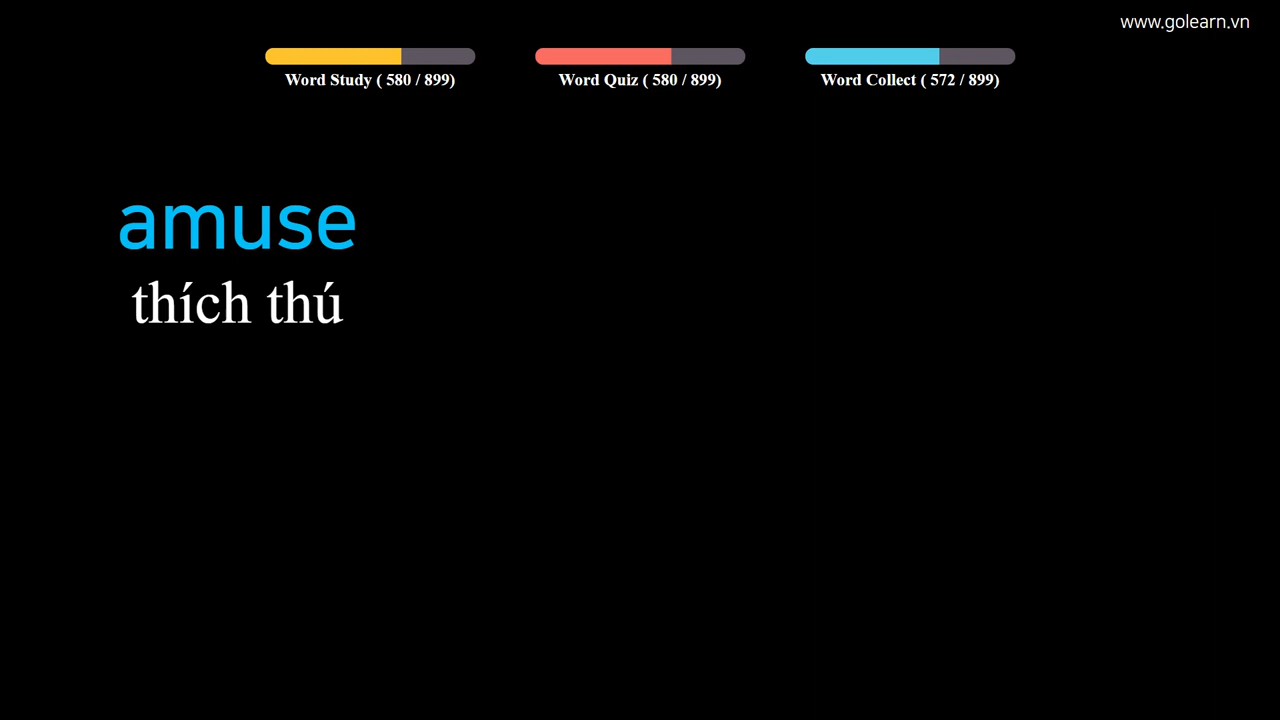 www.golearn.vn
Word Study ( 580 / 899)
Word Quiz ( 580 / 899)
Word Collect ( 572 / 899)
amuse
thích thú